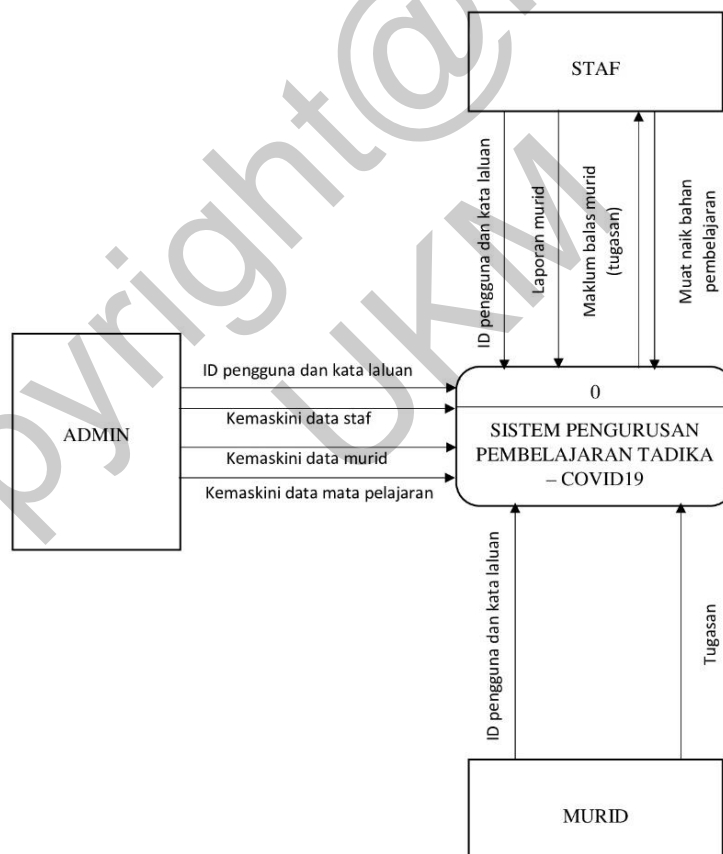 STAF
ID pengguna dan kata laluan
Laporan murid
Maklum balas murid
(tugasan)
Muat naik bahan
pembelajaran
ADMIN
ID pengguna dan kata laluan
Kemaskini data staf
Kemaskini data murid
Kemaskini data mata pelajaran
0
SISTEM PENGURUSAN
PEMBELAJARAN TADIKA
– COVID19
ID pengguna dan kata laluan
Tugasan
MURID
pyright@
UKM